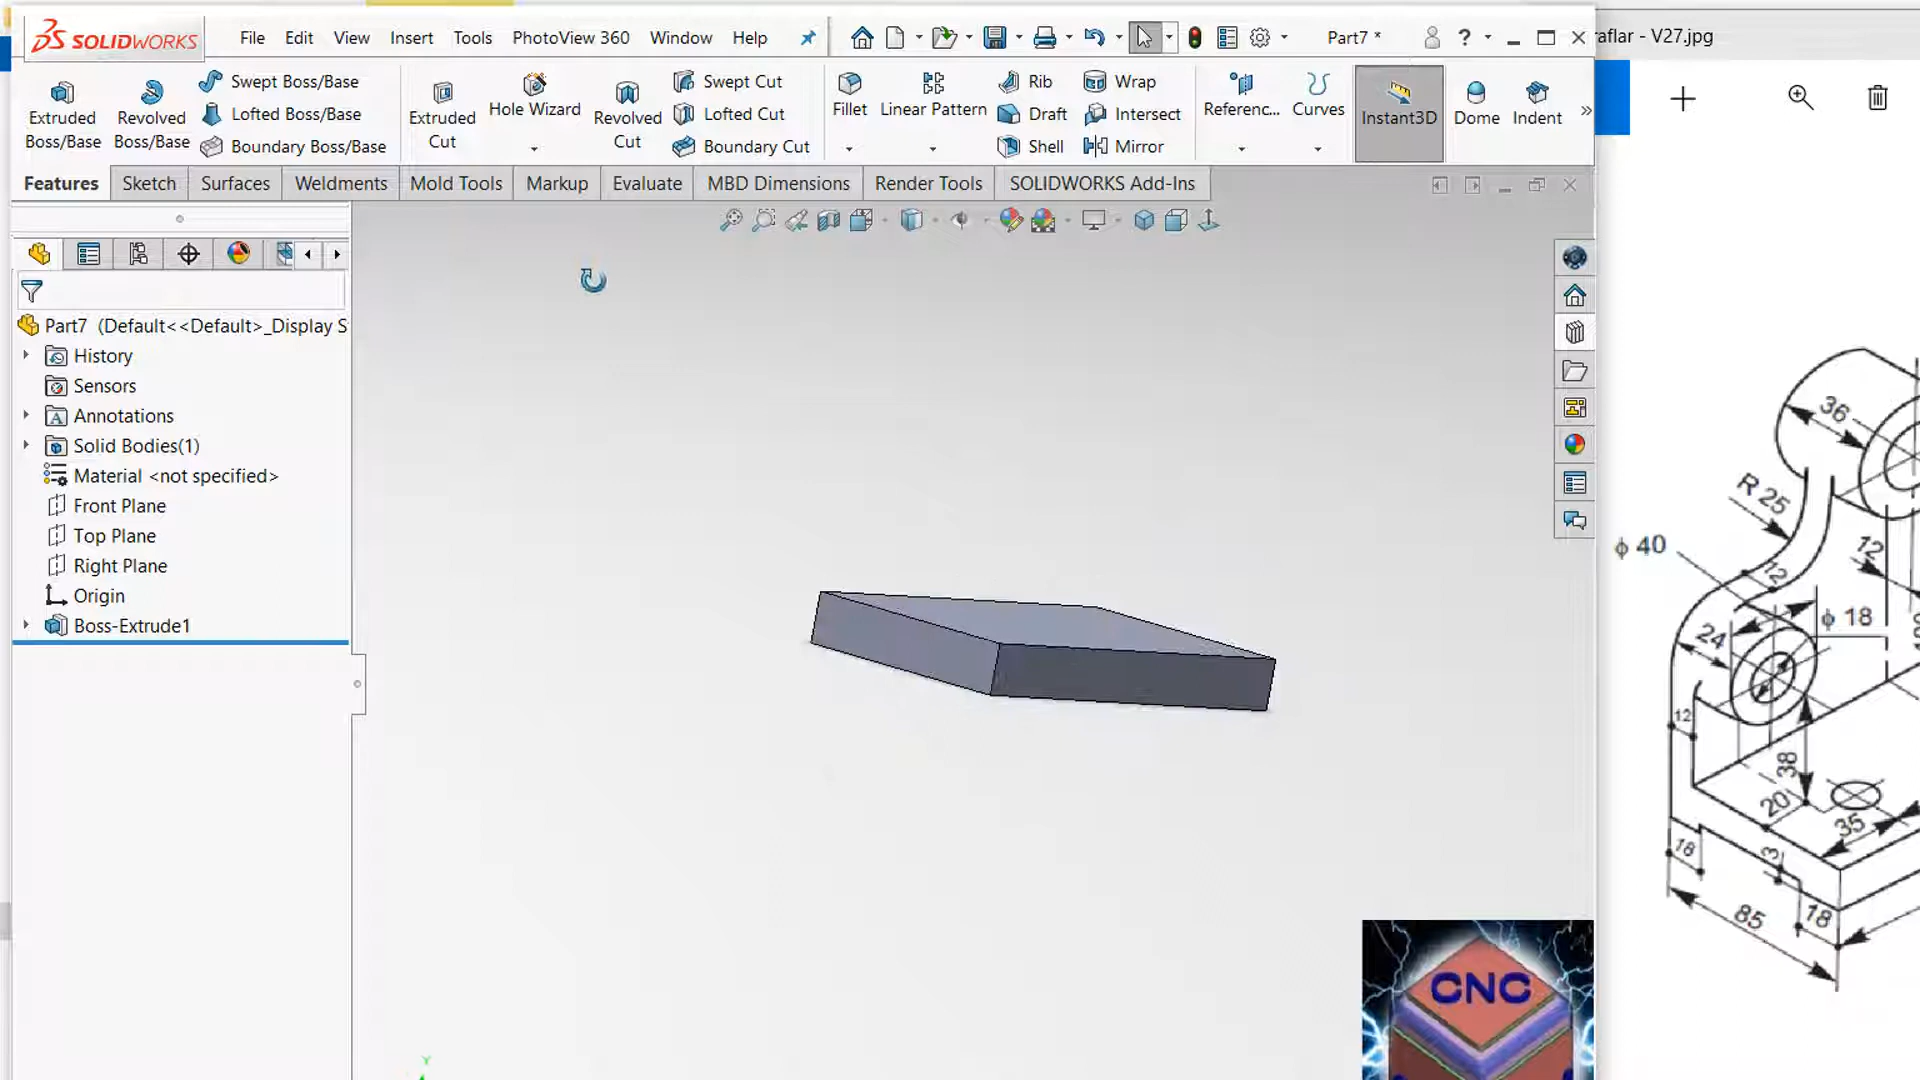 SOLIDWORKS File Edit View Insert Tools PhotoView 360 Window Help Part7 * ?
raflar - V27.jpg
Extruded Boss/Base
Revolved Boss/Base
Swept Boss/Base
Lofted Boss/Base
Boundary Boss/Base
Extruded Cut
Hole Wizard
Revolved Cut
Swept Cut
Lofted Cut
Boundary Cut
Fillet
Linear Pattern
Rib
Draft
Shell
Wrap
Intersect
Mirror
Referenc...
Curves
Instant3D
Dome
Indent
»
Features Sketch Surfaces Weldments Mold Tools Markup Evaluate MBD Dimensions Render Tools SOLIDWORKS Add-Ins
Part7 (Default<<Default>_Display S
History
Sensors
Annotations
Solid Bodies(1)
Material <not specified>
Front Plane
Top Plane
Right Plane
Origin
Boss-Extrude1
Y
36
R 25
ϕ 40
12
12
ϕ 18
24
12
38
20
35
18
3
85
18
CNC